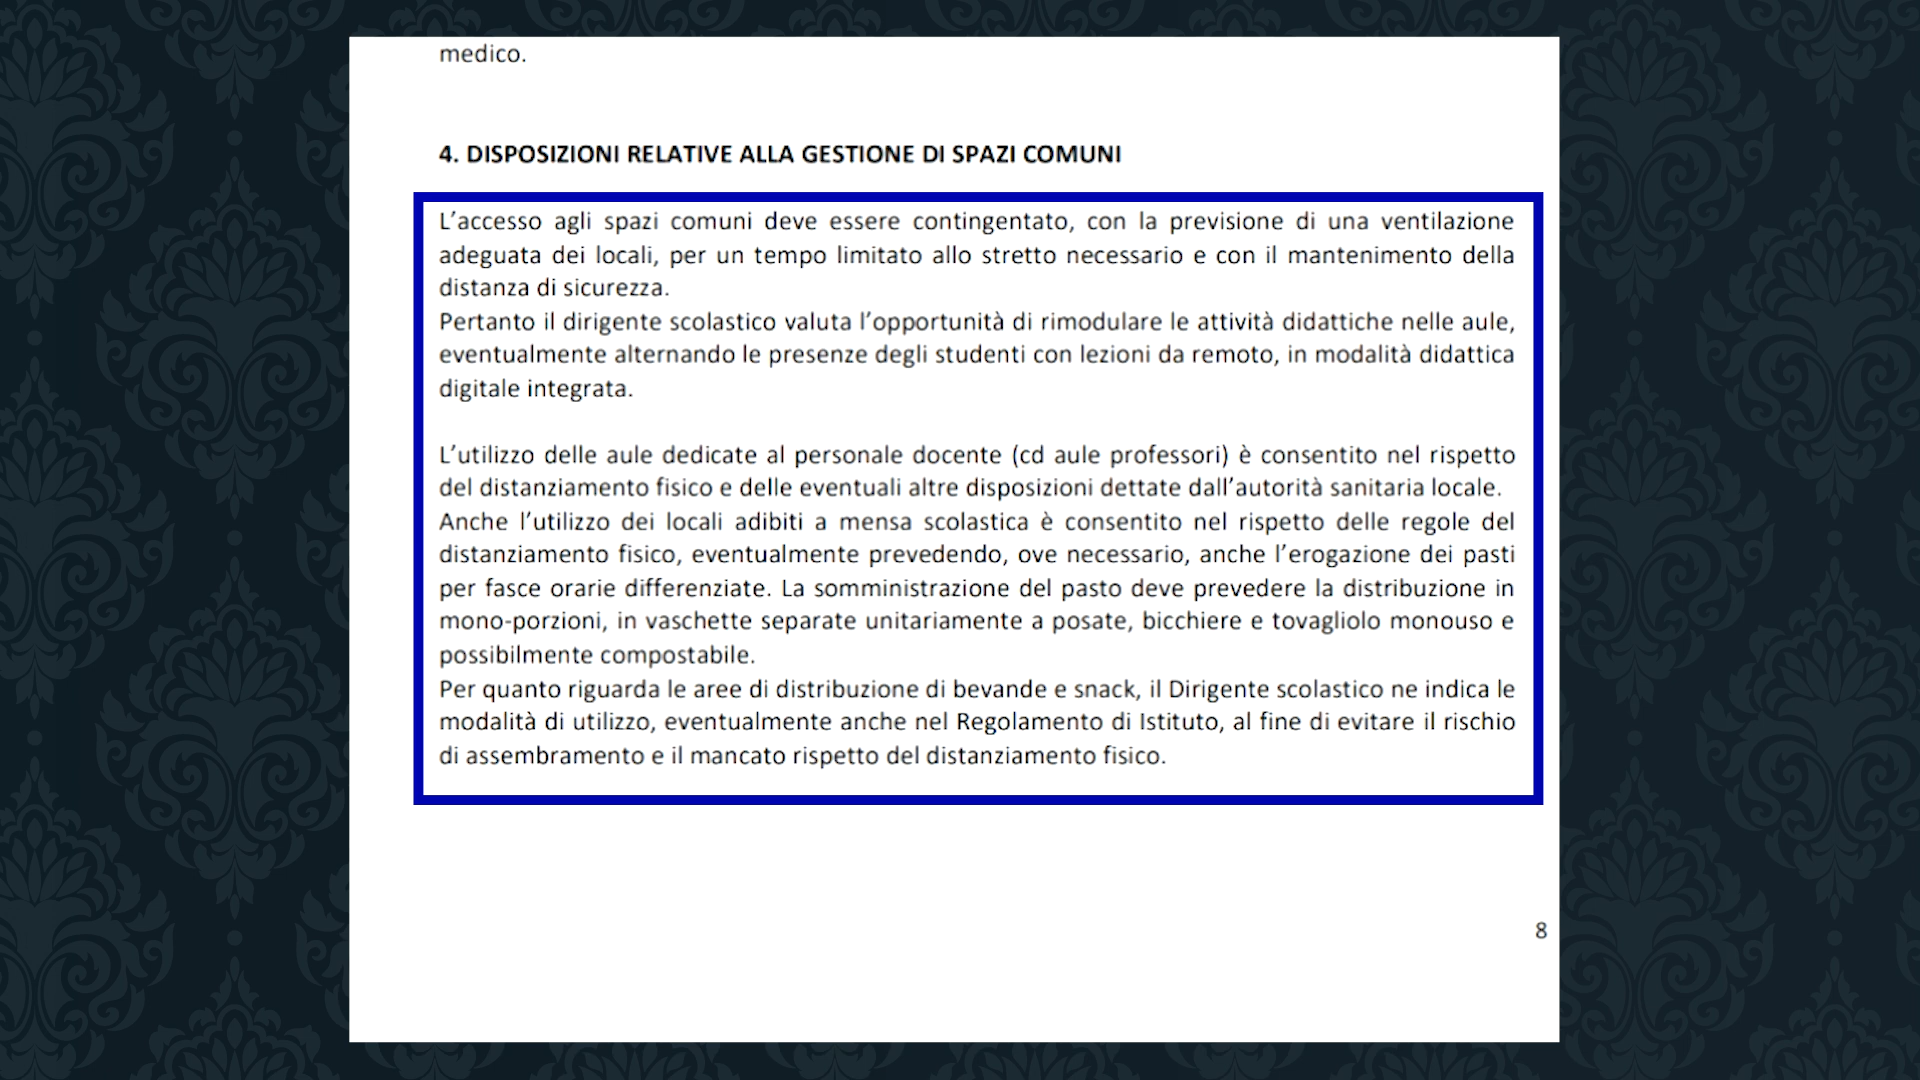 medico.
4. DISPOSIZIONI RELATIVE ALLA GESTIONE DI SPAZI COMUNI
L’accesso agli spazi comuni deve essere contingentato, con la previsione di una ventilazione
adeguata dei locali, per un tempo limitato allo stretto necessario e con il mantenimento della
distanza di sicurezza.
Pertanto il dirigente scolastico valuta l’opportunità di rimodulare le attività didattiche nelle aule,
eventualmente alternando le presenze degli studenti con lezioni da remoto, in modalità didattica
digitale integrata.
L’utilizzo delle aule dedicate al personale docente (cd aule professori) è consentito nel rispetto
del distanziamento fisico e delle eventuali altre disposizioni dettate dall’autorità sanitaria locale.
Anche l’utilizzo dei locali adibiti a mensa scolastica è consentito nel rispetto delle regole del
distanziamento fisico, eventualmente prevedendo, ove necessario, anche l’erogazione dei pasti
per fasce orarie differenziate. La somministrazione del pasto deve prevedere la distribuzione in
mono-porzioni, in vaschette separate unitariamente a posate, bicchiere e tovagliolo monouso e
possibilmente compostabile.
Per quanto riguarda le aree di distribuzione di bevande e snack, il Dirigente scolastico ne indica le
modalità di utilizzo, eventualmente anche nel Regolamento di Istituto, al fine di evitare il rischio
di assembramento e il mancato rispetto del distanziamento fisico.
8